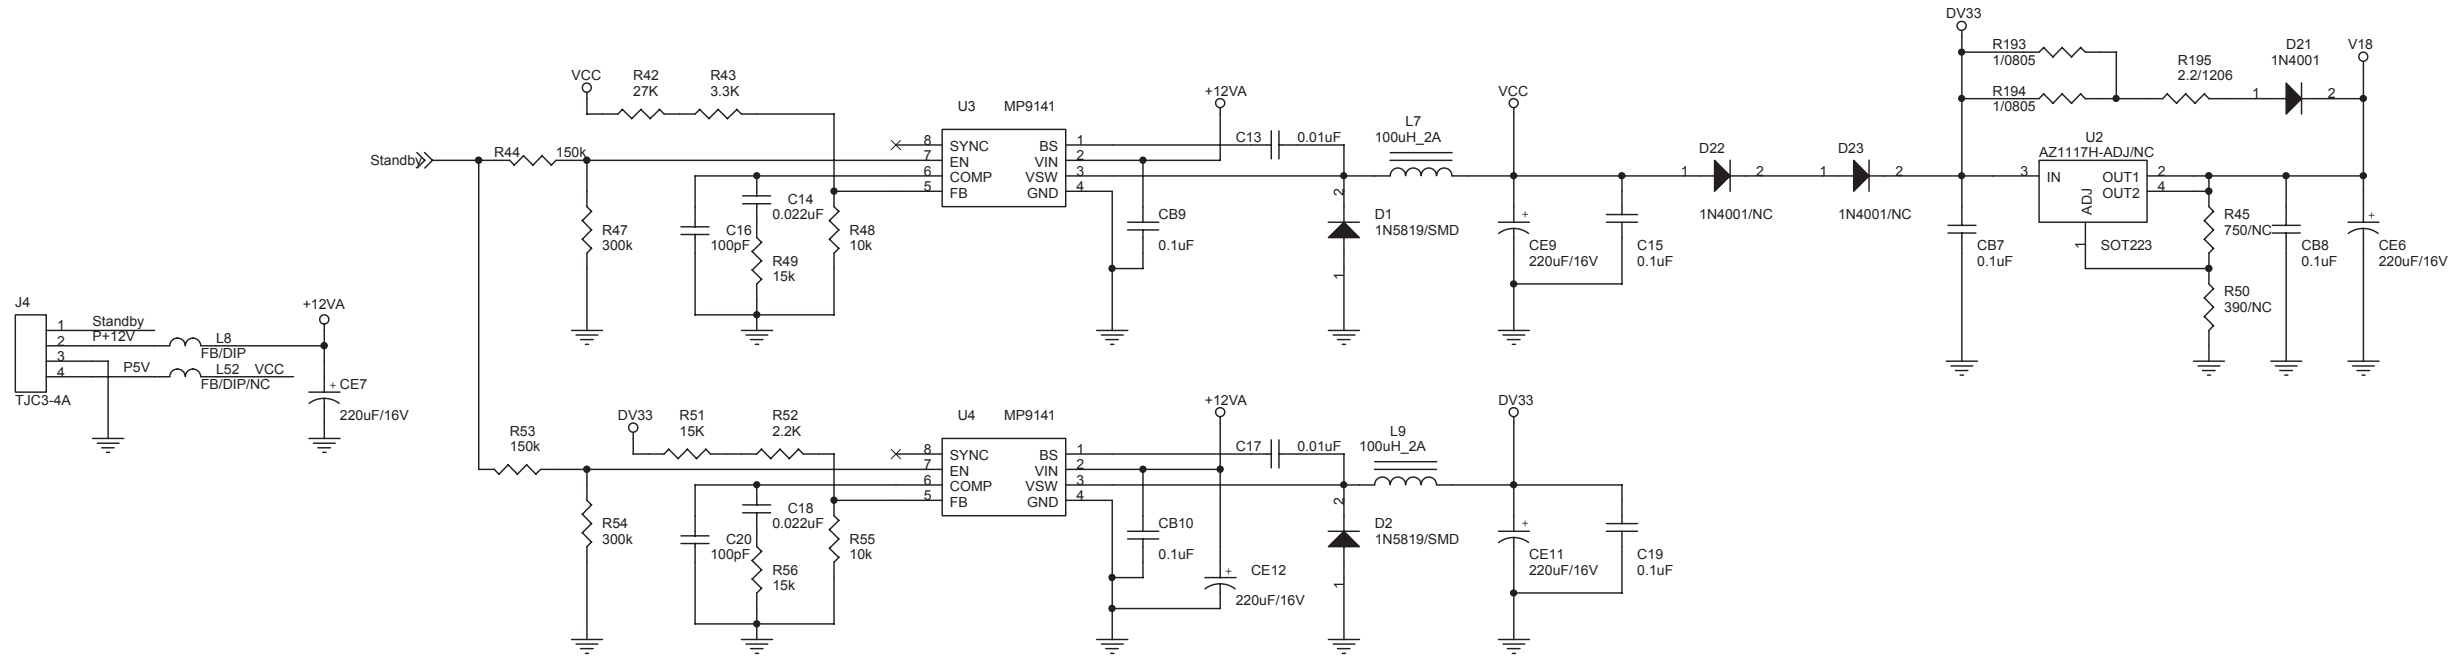 J4
1
2
3
4
TJC3-4A
Standby
P+12V
P5V
L8
FB/DIP
L52
VCC
FB/DIP/NC
+12VA
+
CE7
220uF/16V
Standby
R44
150k
R47
300k
VCC
R42
27K
R43
3.3K
C16
100pF
C14
0.022uF
R49
15k
R48
10k
U3
MP9141
8
7
6
5
SYNC
EN
COMP
FB
BS
VIN
VSW
GND
1
2
3
4
CB9
0.1uF
+12VA
C13
0.01uF
2
D1
1N5819/SMD
1
L7
100uH_2A
VCC
+
CE9
220uF/16V
C15
0.1uF
D22
1
2
1N4001/NC
D23
1
2
1N4001/NC
DV33
R193
1/0805
R194
1/0805
R195
2.2/1206
D21
1N4001
1
2
V18
CB7
0.1uF
U2
AZ1117H-ADJ/NC
3
IN
OUT1
OUT2
ADJ
2
4
1
SOT223
R45
750/NC
R50
390/NC
CB8
0.1uF
+
CE6
220uF/16V
R53
150k
R54
300k
DV33
R51
15K
R52
2.2K
C20
100pF
C18
0.022uF
R56
15k
R55
10k
U4
MP9141
8
7
6
5
SYNC
EN
COMP
FB
BS
VIN
VSW
GND
1
2
3
4
CB10
0.1uF
+12VA
+
CE12
220uF/16V
C17
0.01uF
2
D2
1N5819/SMD
1
L9
100uH_2A
DV33
+
CE11
220uF/16V
C19
0.1uF